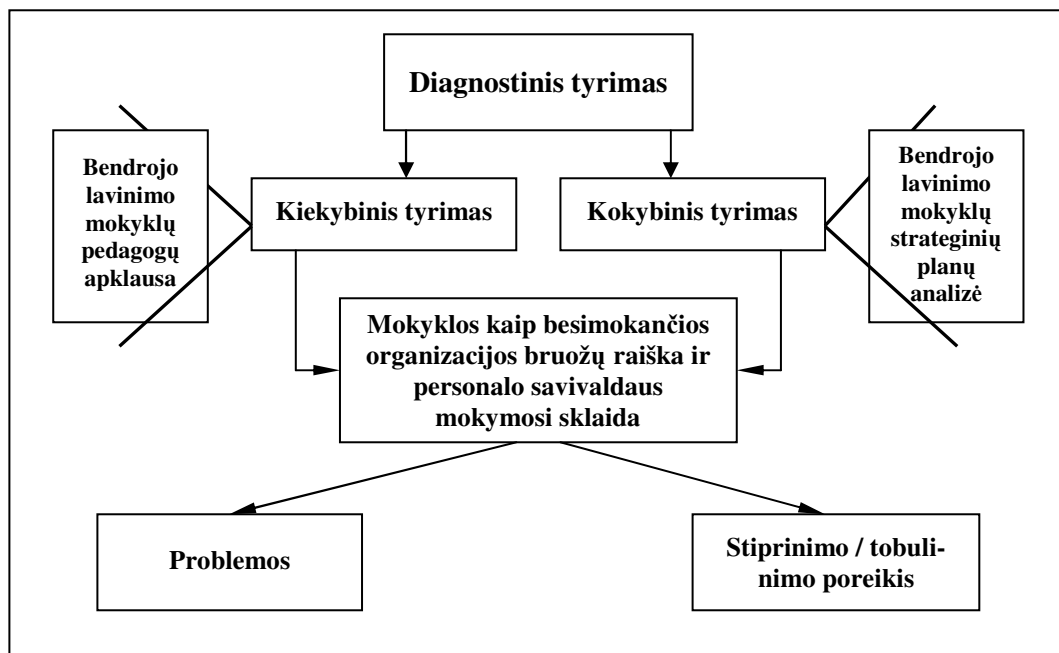 Diagnostinis tyrimas
Bendrojo
lavinimo
mokyklų
pedagogų
apklausa
Kiekybinis tyrimas
Kokybinis tyrimas
Bendrojo
lavinimo
mokyklų
strateginių
planų
analizė
Mokyklos kaip besimokančios
organizacijos bruožų raiška ir
personalo savivaldaus
mokymosi sklaida
Problemos
Stiprinimo / tobuli-
nimo poreikis